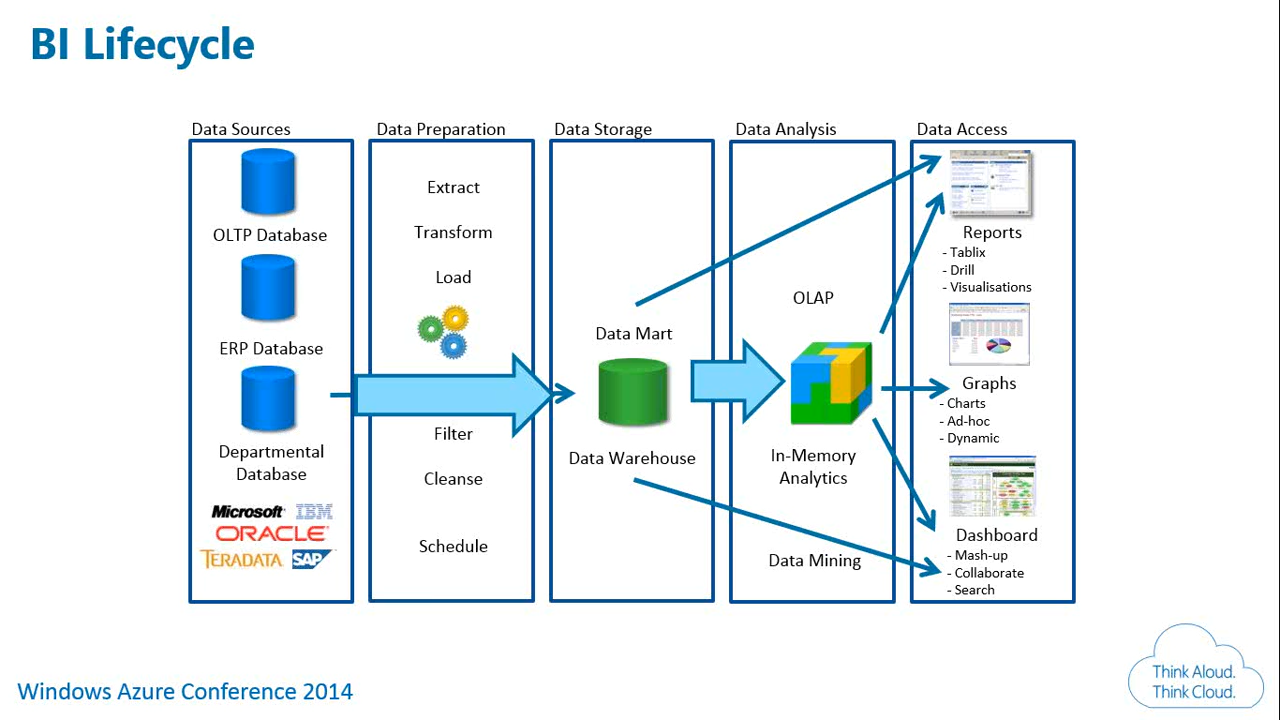 BI Lifecycle
Data Sources
OLTP Database
ERP Database
Departmental
Database
Microsoft IBM
ORACLE
TERADATA SAP
Data Preparation
Extract
Transform
Load
Filter
Cleanse
Schedule
Data Storage
Data Mart
Data Warehouse
Data Analysis
OLAP
In-Memory
Analytics
Data Mining
Data Access
Reports
- Tablix
- Drill
- Visualisations
Graphs
- Charts
- Ad-hoc
- Dynamic
Dashboard
- Mash-up
- Collaborate
- Search
Windows Azure Conference 2014
Think Aloud.
Think Cloud.